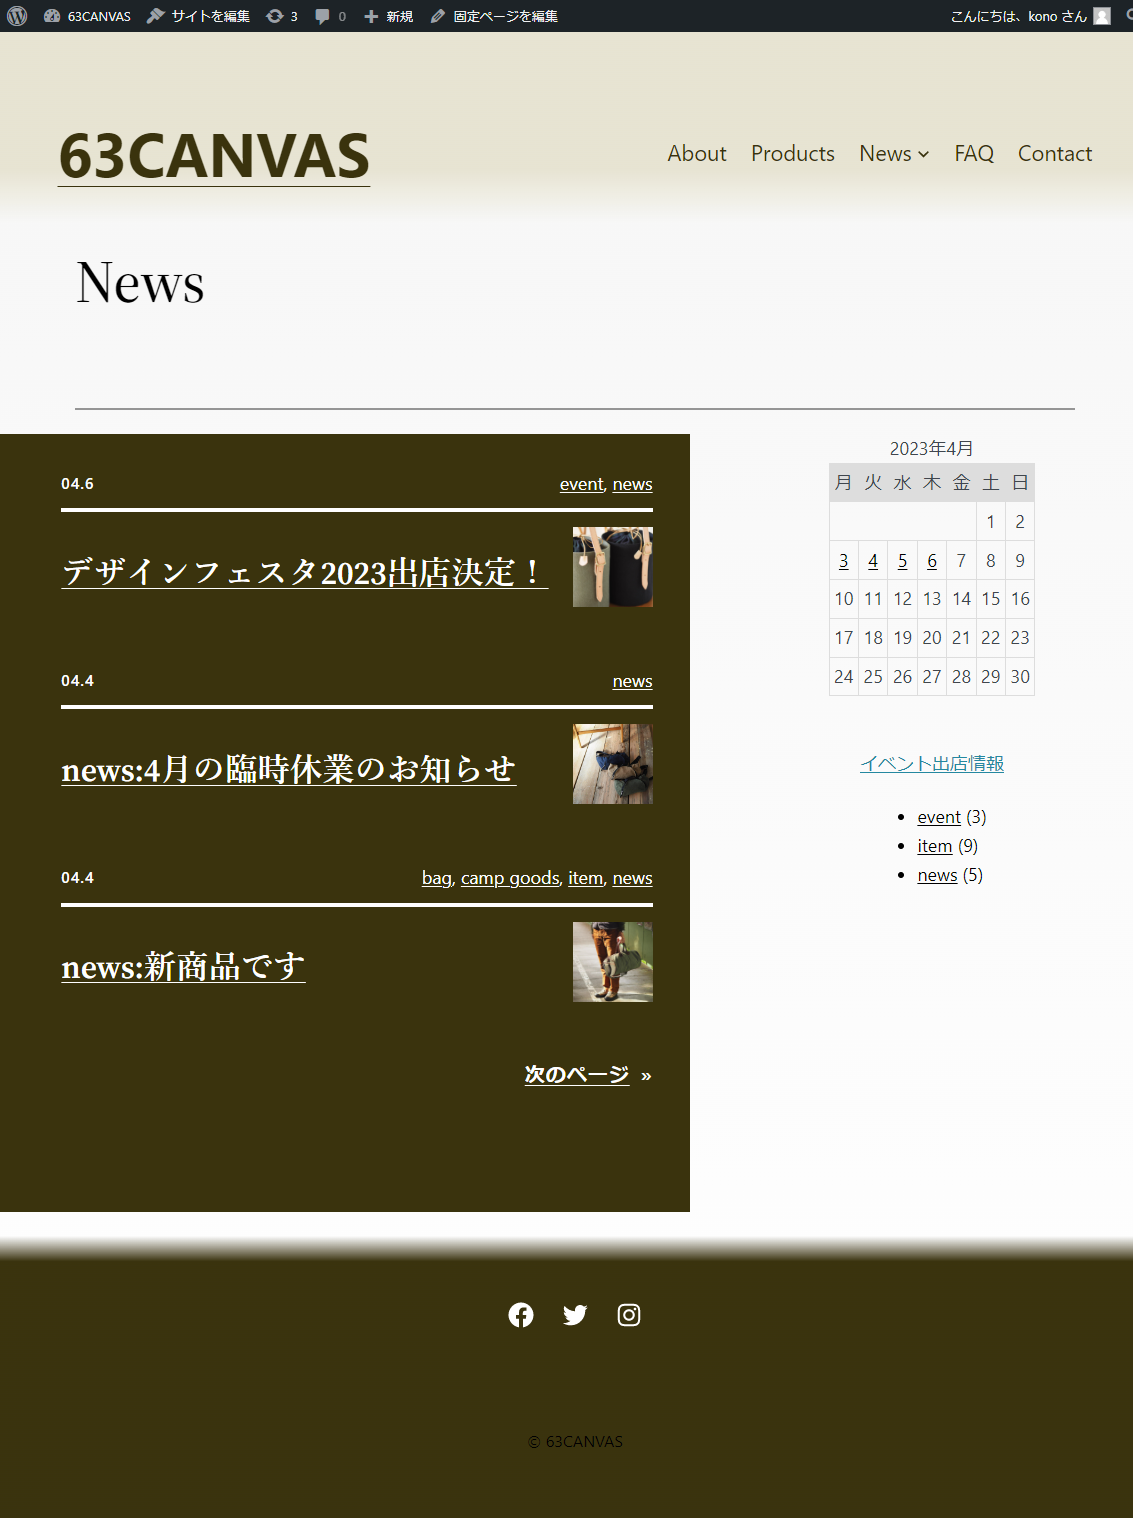 63CANVAS サイトを編集 3 0 新規 固定ページを編集 こんにちは、kono さん
63CANVAS
About Products News FAQ Contact
News
04.6 event, news
デザインフェスタ2023出店決定！
04.4 news
news:4月の臨時休業のお知らせ
04.4 bag, camp goods, item, news
news:新商品です
次のページ »
2023年4月
月 火 水 木 金 土 日
1 2
3 4 5 6 7 8 9
10 11 12 13 14 15 16
17 18 19 20 21 22 23
24 25 26 27 28 29 30
イベント出店情報
• event (3)
• item (9)
• news (5)
© 63CANVAS